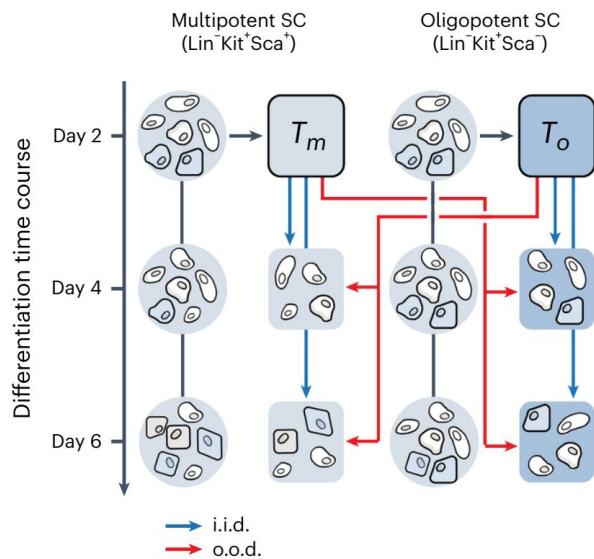 Multipotent SC
(Lin⁻Kit⁺Sca⁺)
Oligopotent SC
(Lin⁻Kit⁺Sca⁻)
Differentiation time course
Day 2
Tₘ
Tₒ
Day 4
Day 6
i.i.d.
o.o.d.